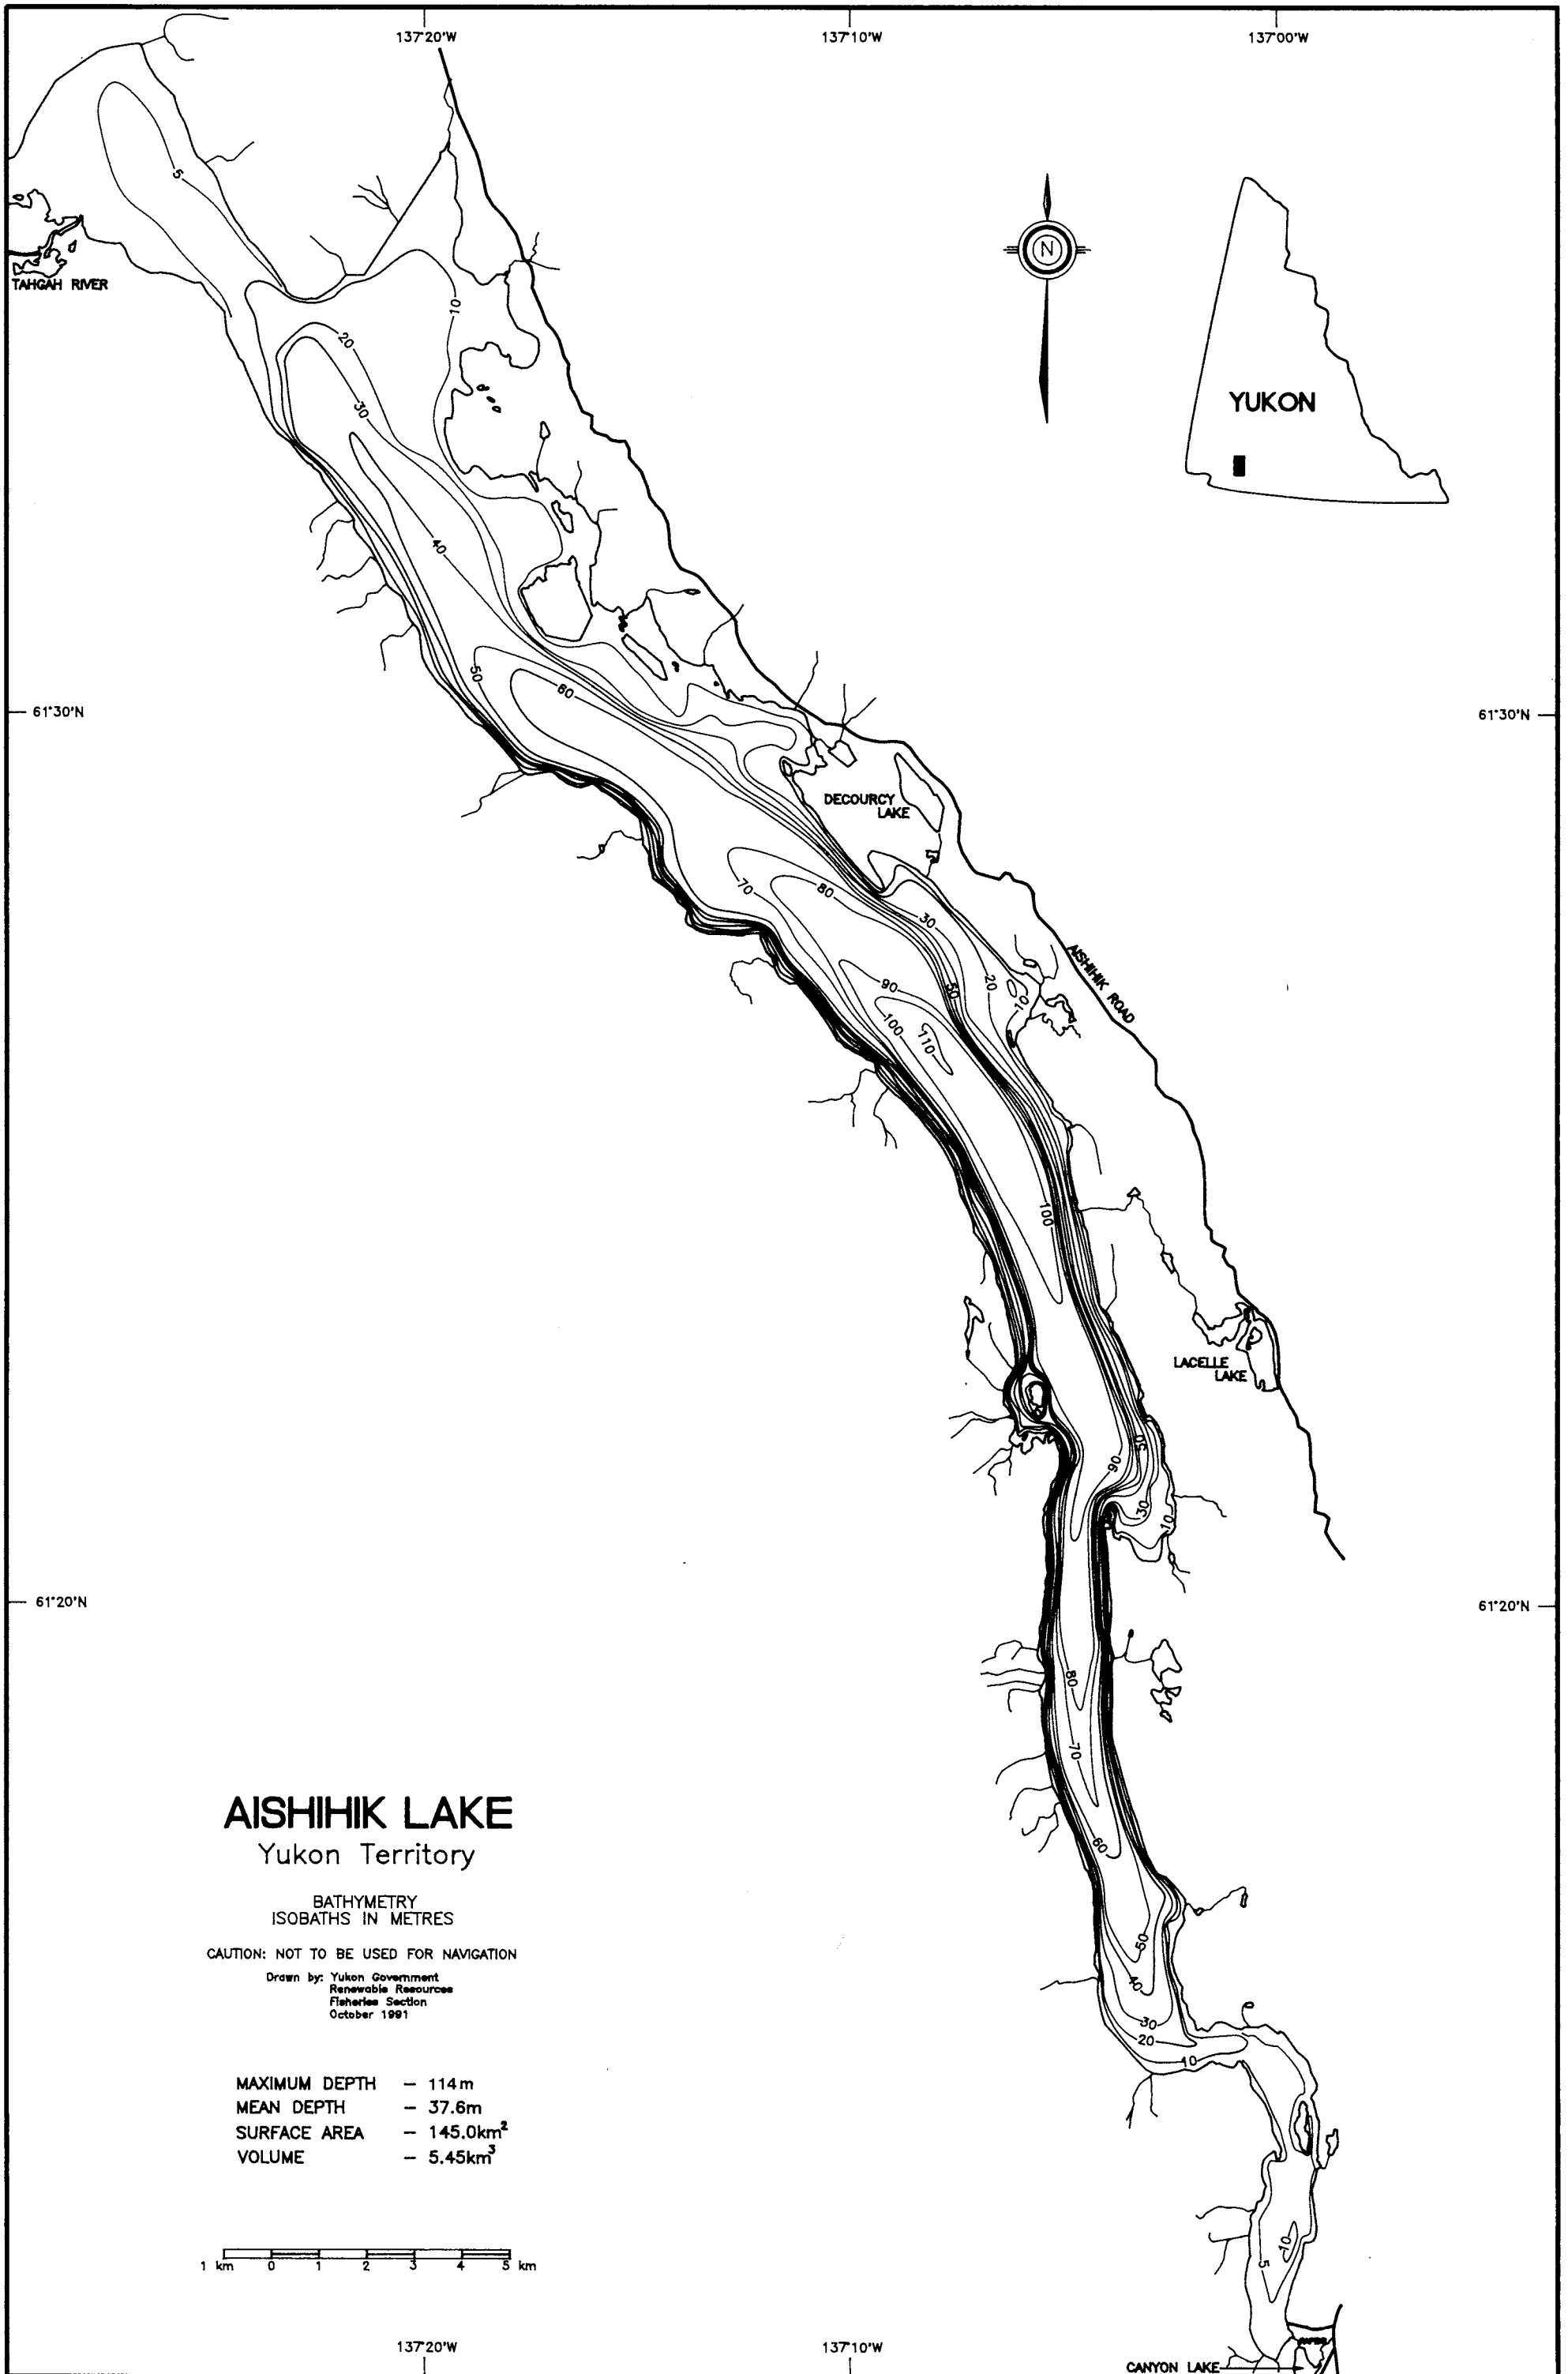 137°20'W
137°10'W
137°00'W
5
TAHGAH RIVER
N
10
20
30
YUKON
40
50
60
61°30'N
61°30'N
DECOURCY
LAKE
70
80
30
AISHIHIK ROAD
20
10
90
50
100
110
100
LACELLE
LAKE
50
90
30
10
61°20'N
61°20'N
80
70
60
AISHIHIK LAKE
Yukon Territory
BATHYMETRY
ISOBATHS IN METRES
CAUTION: NOT TO BE USED FOR NAVIGATION
Drawn by: Yukon Government
Renewable Resources
Fisheries Section
October 1991
50
40
30
20
10
MAXIMUM DEPTH — 114m
MEAN DEPTH — 37.6m
SURFACE AREA — 145.0km²
VOLUME — 5.45km³
10
5
1 km 0 1 2 3 4 5 km
137°20'W
137°10'W
CANYON LAKE